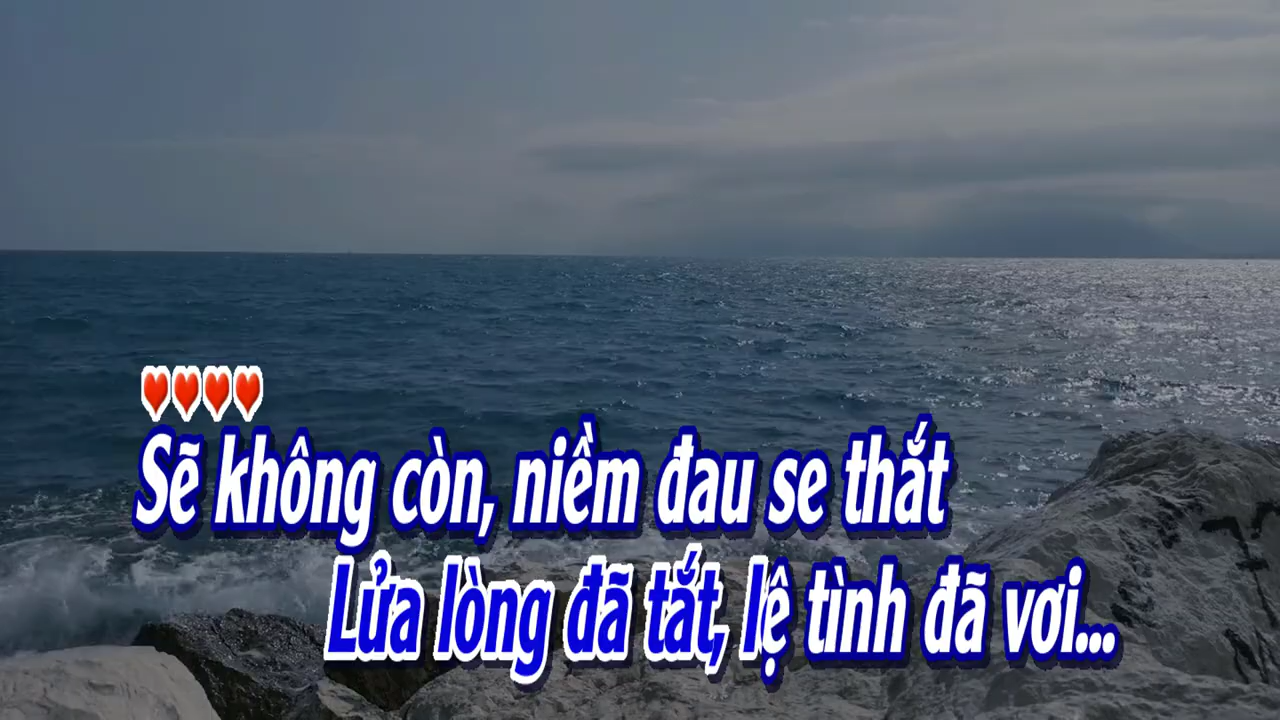 Sẽ không còn, niềm đau se thắt
Lửa lòng đã tắt, lệ tình đã vơi...